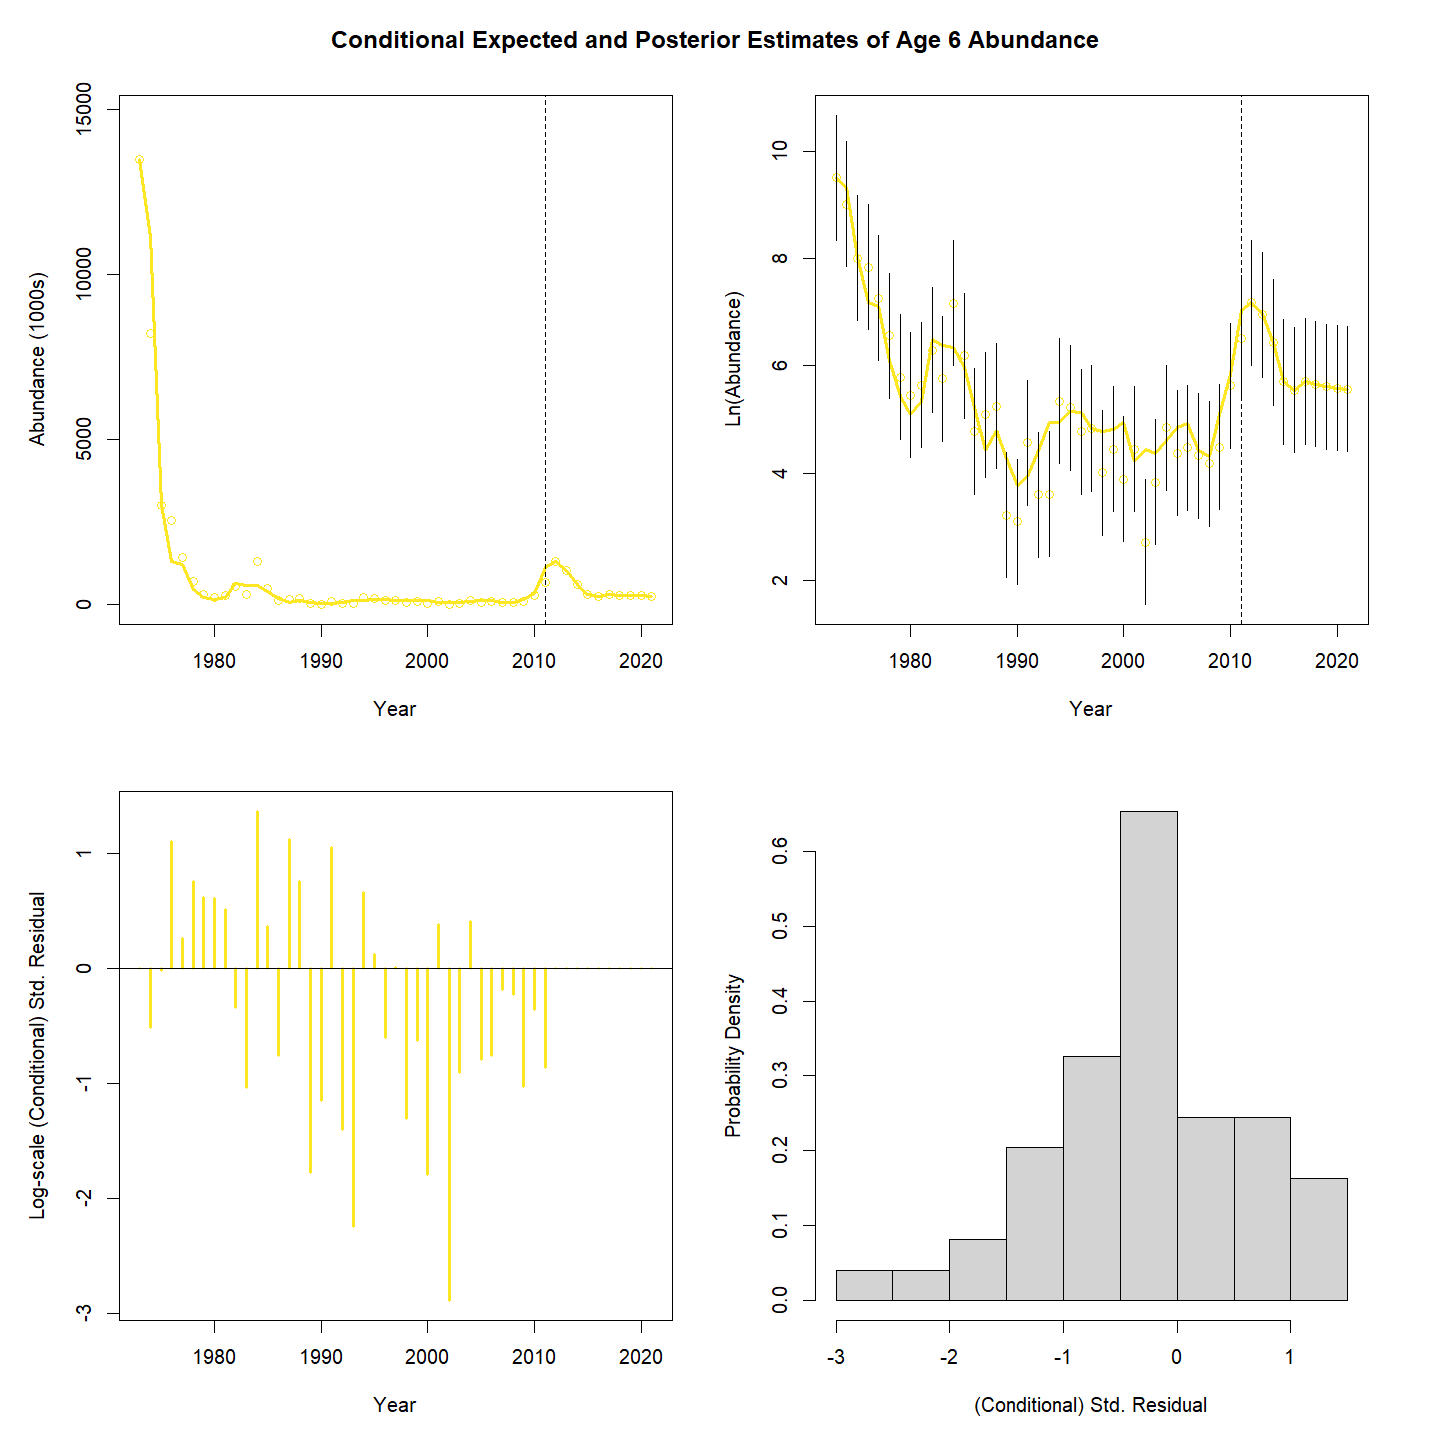 Conditional Expected and Posterior Estimates of Age 6 Abundance
Abundance (1000s)
15000
10000
5000
0
1980 1990 2000 2010 2020
Year
Ln(Abundance)
10
8
6
4
2
1980 1990 2000 2010 2020
Year
Log-scale (Conditional) Std. Residual
1
0
-1
-2
-3
1980 1990 2000 2010 2020
Year
Probability Density
0.6
0.5
0.4
0.3
0.2
0.1
0.0
-3 -2 -1 0 1
(Conditional) Std. Residual